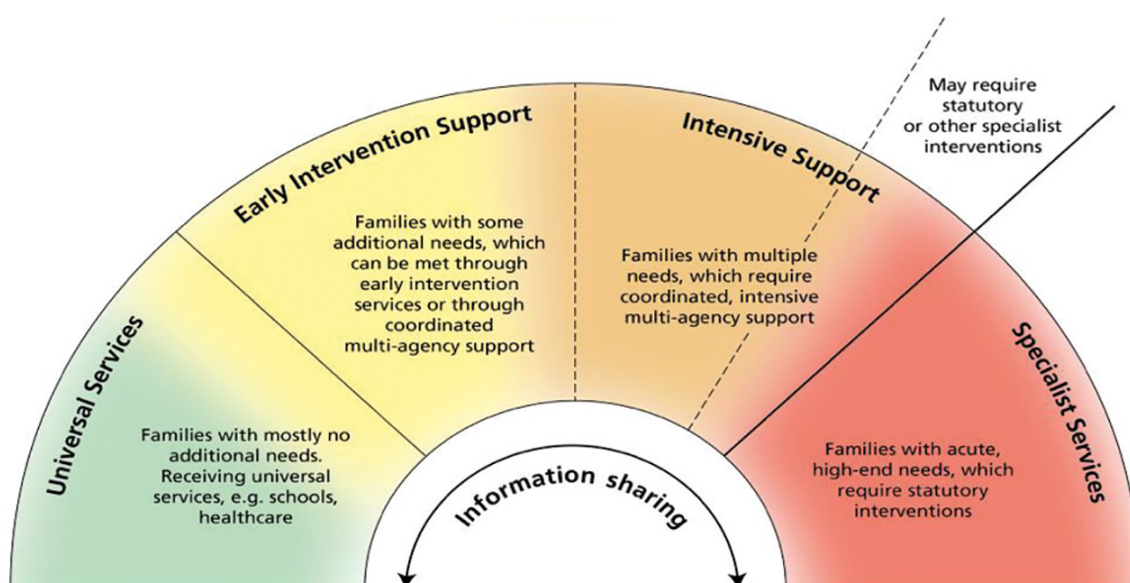 Universal Services
Families with mostly no
additional needs.
Receiving universal
services, e.g. schools,
healthcare
Early Intervention Support
Families with some
additional needs, which
can be met through
early intervention
services or through
coordinated
multi-agency support
Intensive Support
Families with multiple
needs, which require
coordinated, intensive
multi-agency support
May require
statutory
or other specialist
interventions
Specialist Services
Families with acute,
high-end needs, which
require statutory
interventions
Information sharing